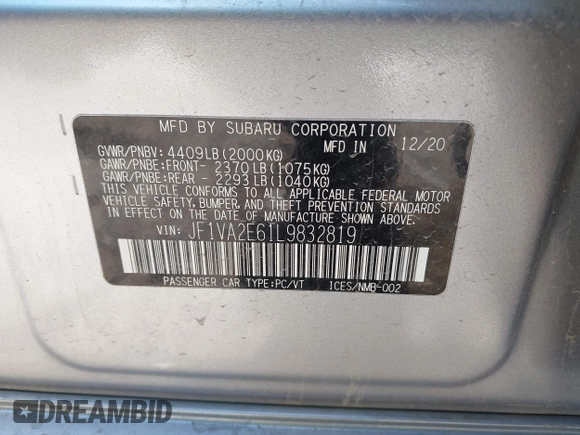 MFD BY SUBARU CORPORATION
GVWR/PNBV: 4409LB(2000KG) MFD IN 12/20
GAWR/PNBE:FRONT - 2370LB(1075KG)
GAWR/PNBE:REAR - 2293LB(1040KG)
THIS VEHICLE CONFORMS TO ALL APPLICABLE FEDERAL MOTOR
VEHICLE SAFETY, BUMPER, AND THEFT PREVENTION STANDARDS
IN EFFECT ON THE DATE OF MANUFACTURE SHOWN ABOVE.
VIN: JF1VA2E61L9832819
PASSENGER CAR TYPE:PC/VT ICES/NMB-002
DREAMBID